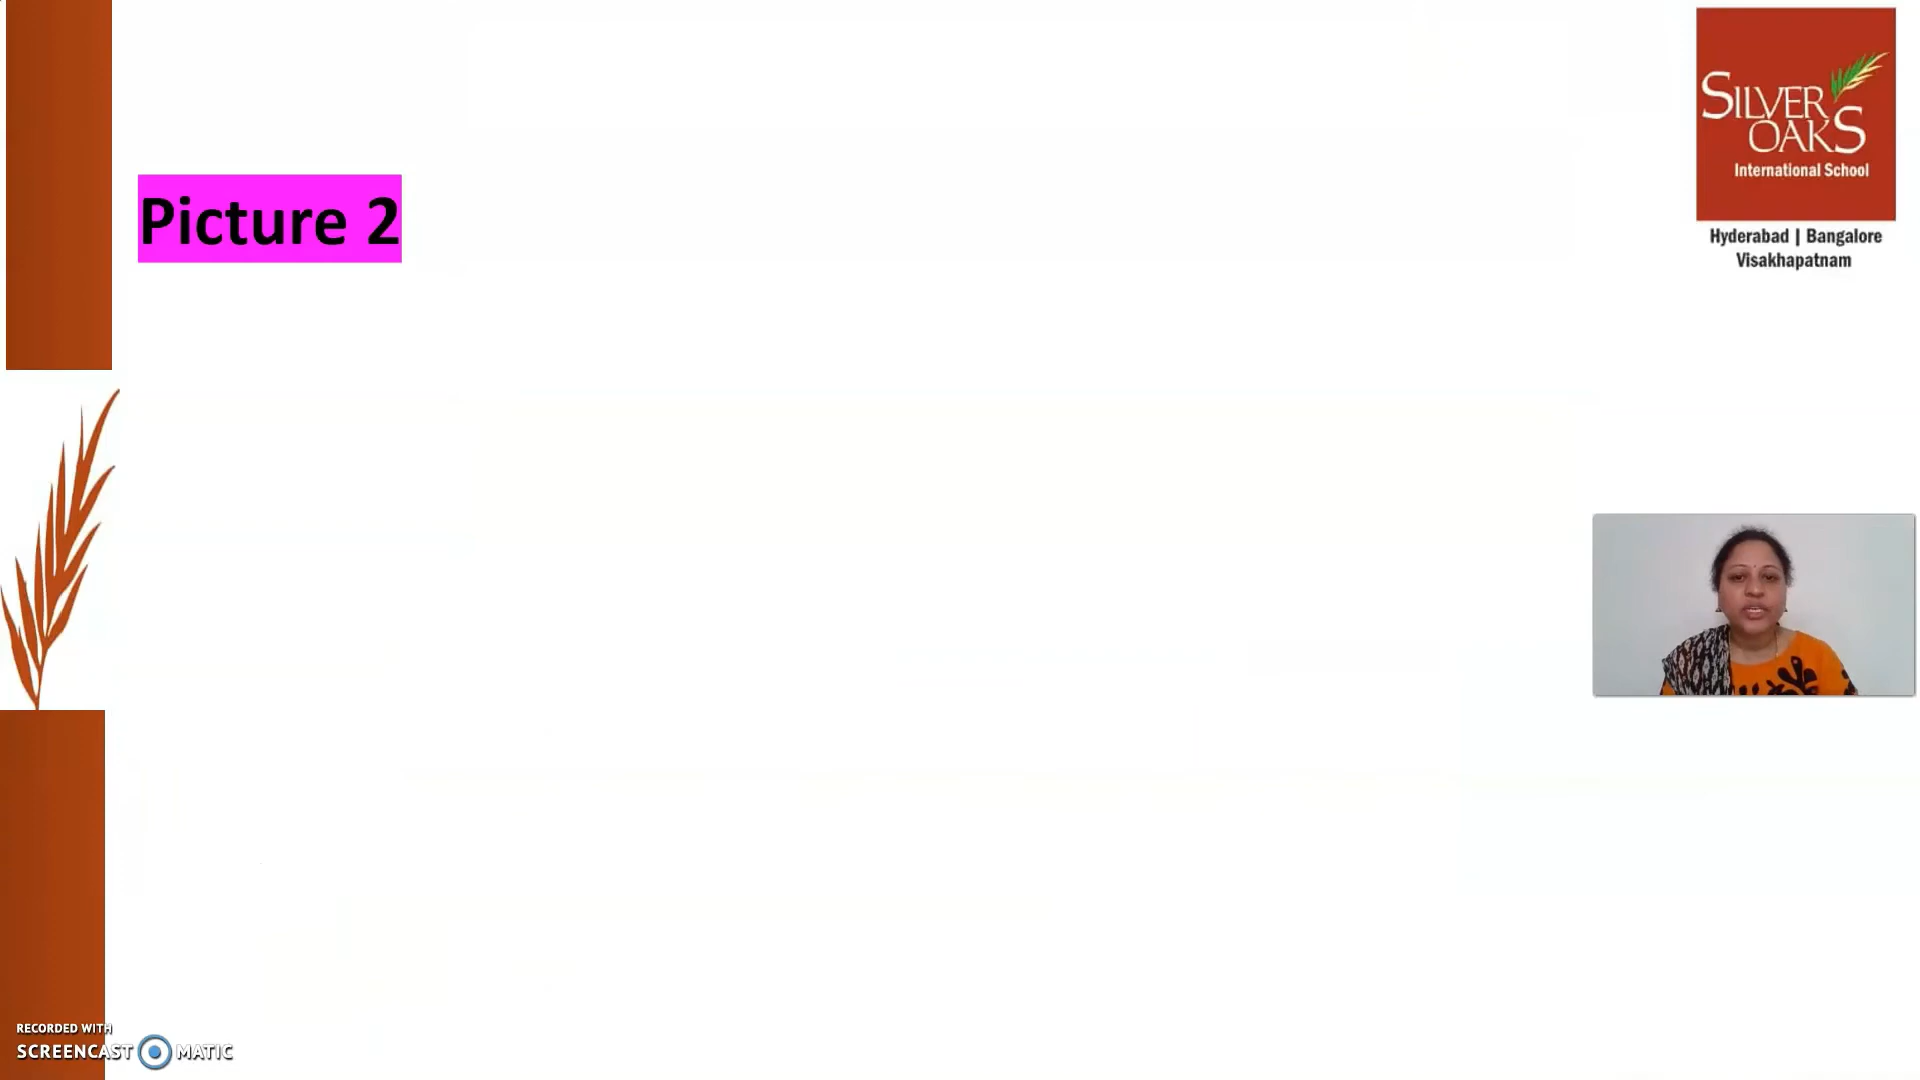 SILVER
OAKS
International School
Hyderabad | Bangalore
Visakhapatnam
Picture 2
RECORDED WITH
SCREENCAST MATIC